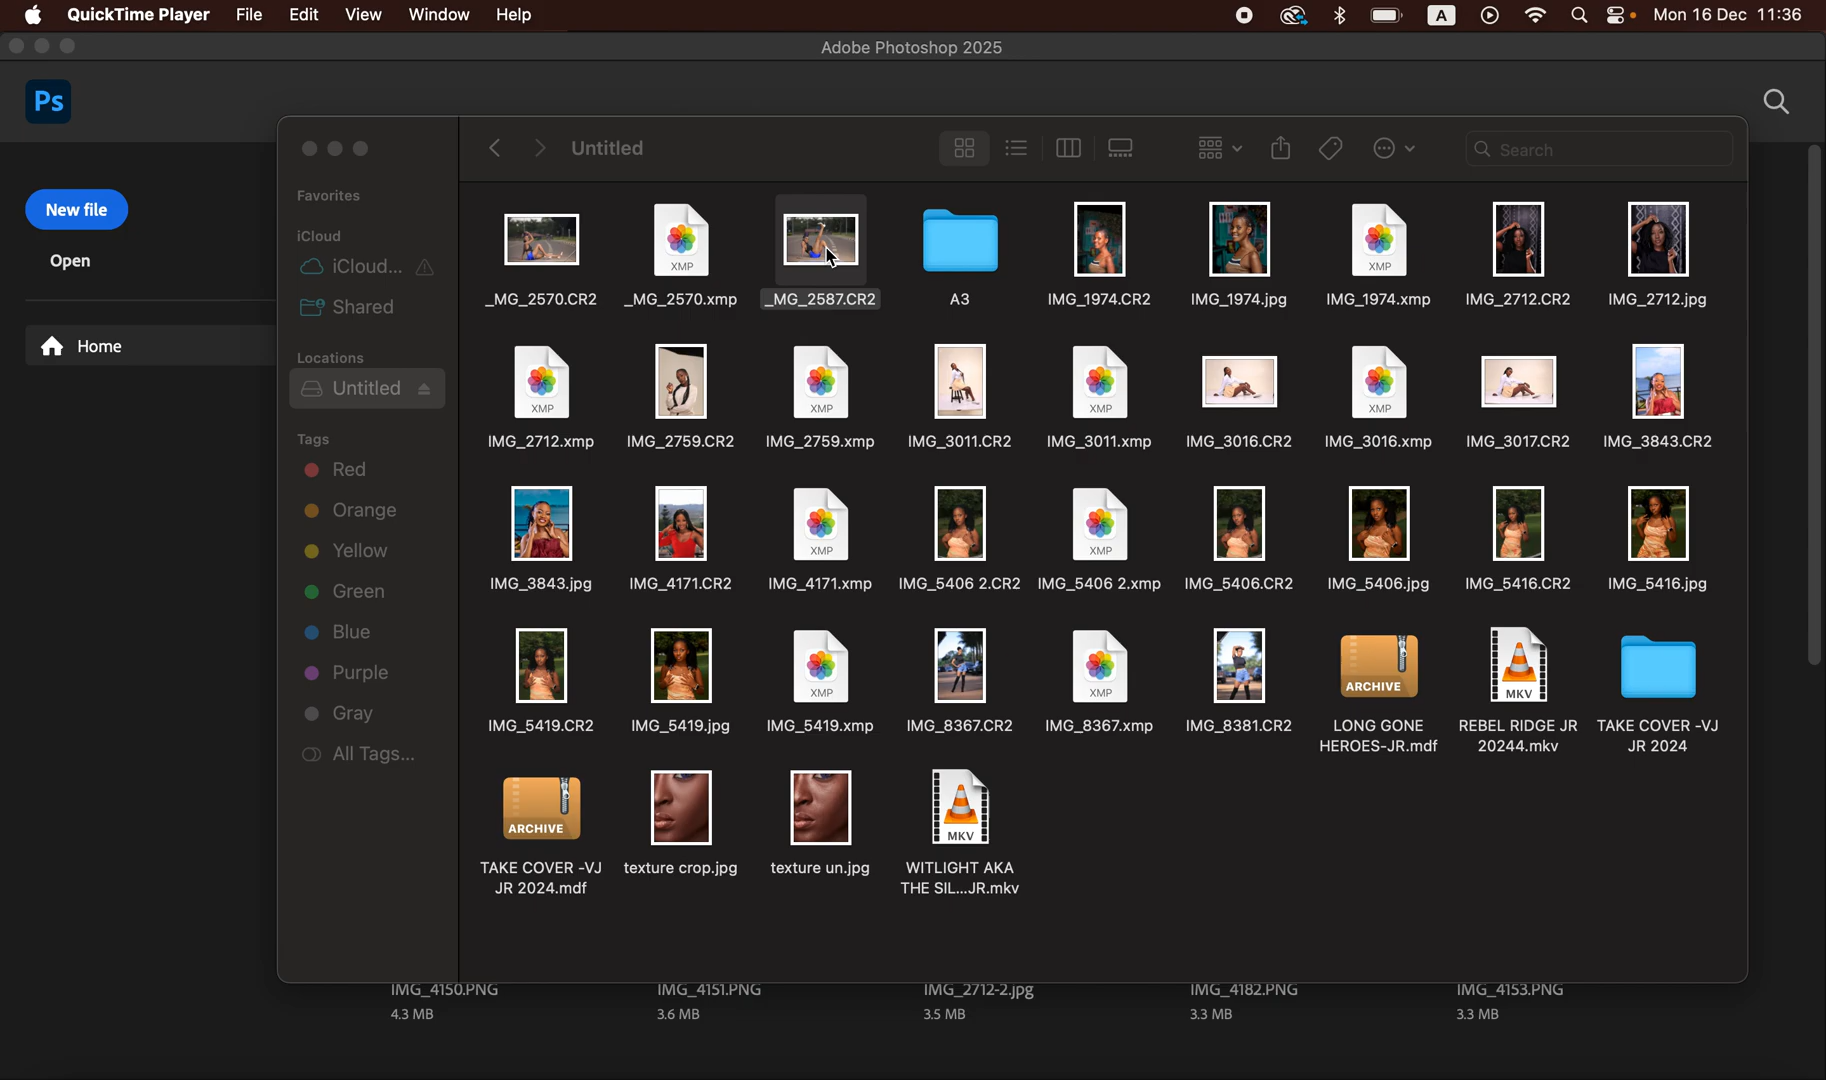 QuickTime Player File Edit View Window Help A Mon 16 Dec 11:36
Adobe Photoshop 2025
Ps
Untitled
Search
New file
Open
Home
Favorites
iCloud
iCloud...
Shared
Locations
Untitled
Tags
Red
Orange
Yellow
Green
Blue
Purple
Gray
All Tags...
XMP XMP
_MG_2570.CR2 _MG_2570.xmp _MG_2587.CR2 A3 IMG_1974.CR2 IMG_1974.jpg IMG_1974.xmp IMG_2712.CR2 IMG_2712.jpg
XMP XMP XMP XMP
IMG_2712.xmp IMG_2759.CR2 IMG_2759.xmp IMG_3011.CR2 IMG_3011.xmp IMG_3016.CR2 IMG_3016.xmp IMG_3017.CR2 IMG_3843.CR2
XMP XMP
IMG_3843.jpg IMG_4171.CR2 IMG_4171.xmp IMG_5406 2.CR2 IMG_5406 2.xmp IMG_5406.CR2 IMG_5406.jpg IMG_5416.CR2 IMG_5416.jpg
XMP XMP ARCHIVE MKV
IMG_5419.CR2 IMG_5419.jpg IMG_5419.xmp IMG_8367.CR2 IMG_8367.xmp IMG_8381.CR2 LONG GONE REBEL RIDGE JR TAKE COVER -VJ
HEROES-JR.mdf 20244.mkv JR 2024
ARCHIVE MKV
TAKE COVER -VJ texture crop.jpg texture un.jpg WITLIGHT AKA
JR 2024.mdf THE SIL...JR.mkv
IMG_4150.PNG IMG_4151.PNG IMG_2712-2.jpg IMG_4182.PNG IMG_4153.PNG
4.3 MB 3.6 MB 3.5 MB 3.3 MB 3.3 MB